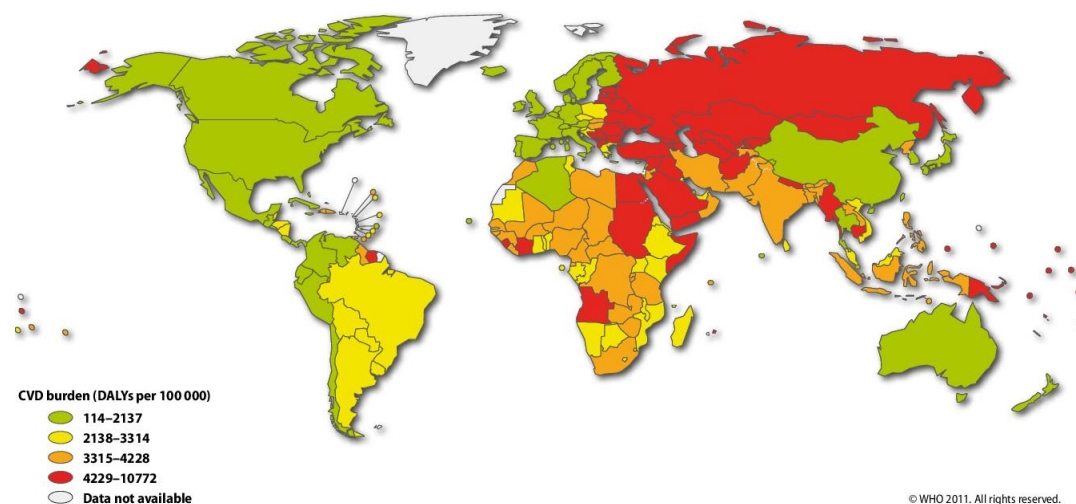 CVD burden (DALYs per 100 000)
114–2137
2138–3314
3315–4228
4229–10772
Data not available
© WHO 2011. All rights reserved.